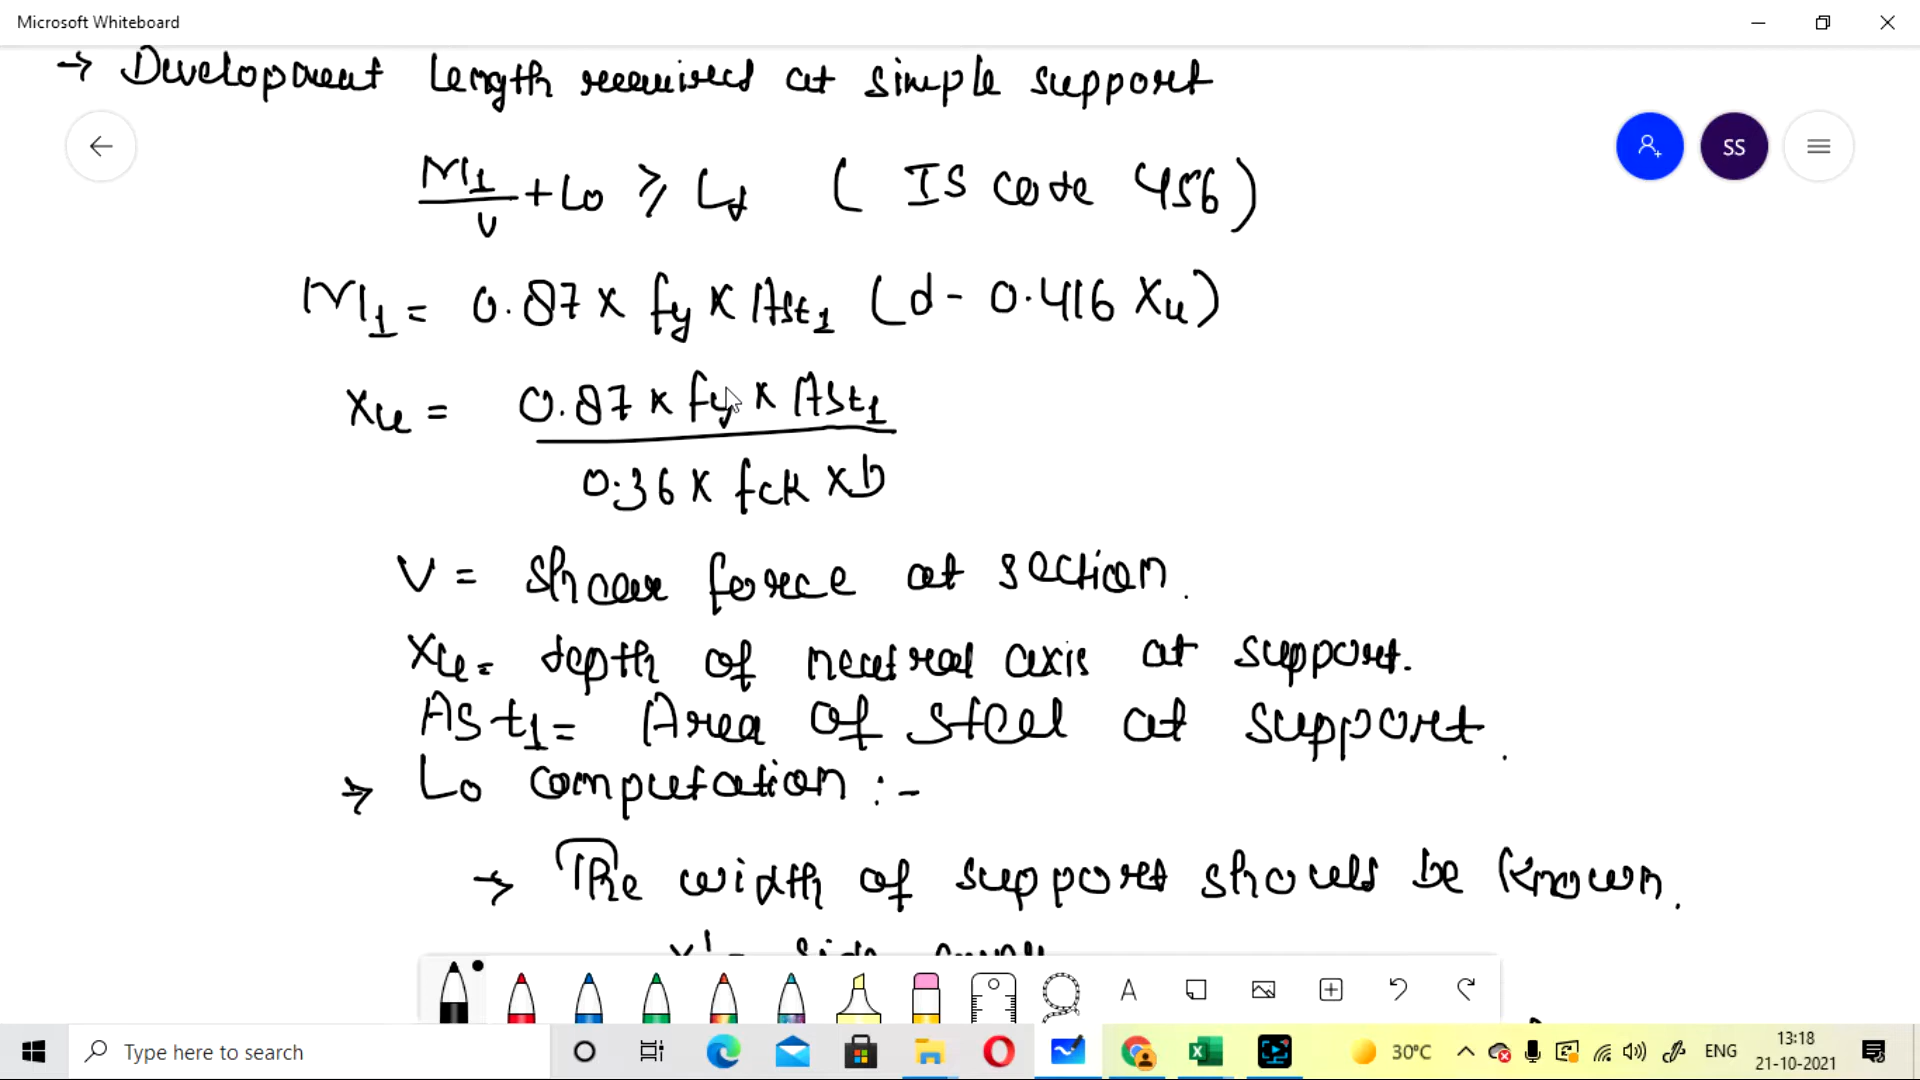 Microsoft Whiteboard
→ Development length required at simple support
SS
M1/V + Lo ⩾ Ld ( IS code 456)
M1 = 0.87 x fy x Ast1 (d - 0.416 Xu)
Xu = 0.87 x fy x Ast1 / 0.36 x fck x b
V = Shear force at section.
Xu = depth of neutral axis at support.
Ast1 = Area of steel at support.
→ Lo computation :-
→ The width of support should be known.
x' = side cover
A
Type here to search
30°C
ENG
13:18
21-10-2021